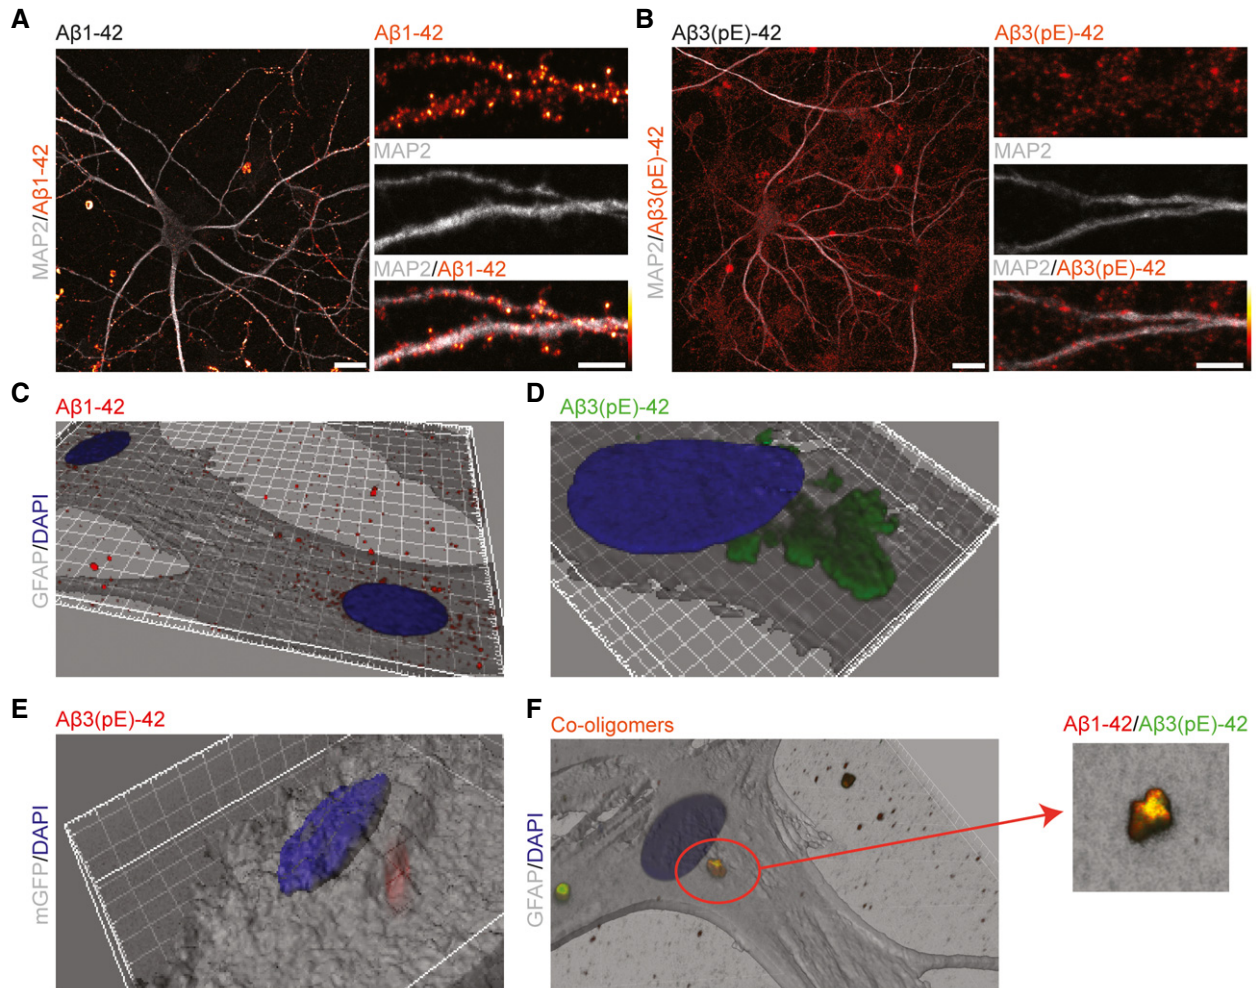 A
Aβ1-42
MAP2/Aβ1-42
Aβ1-42
MAP2
MAP2/Aβ1-42
B
Aβ3(pE)-42
MAP2/Aβ3(pE)-42
Aβ3(pE)-42
MAP2
MAP2/Aβ3(pE)-42
C
Aβ1-42
GFAP/DAPI
D
Aβ3(pE)-42
E
Aβ3(pE)-42
mGFP/DAPI
F
Co-oligomers
GFAP/DAPI
Aβ1-42/Aβ3(pE)-42